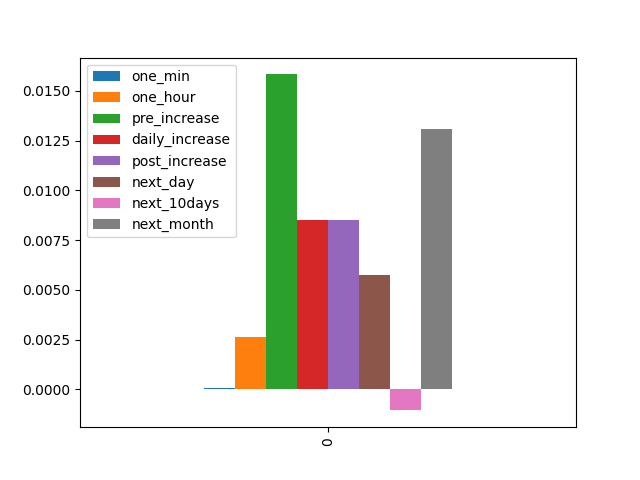 0.0150
0.0125
0.0100
0.0075
0.0050
0.0025
0.0000
one_min
one_hour
pre_increase
daily_increase
post_increase
next_day
next_10days
next_month
0